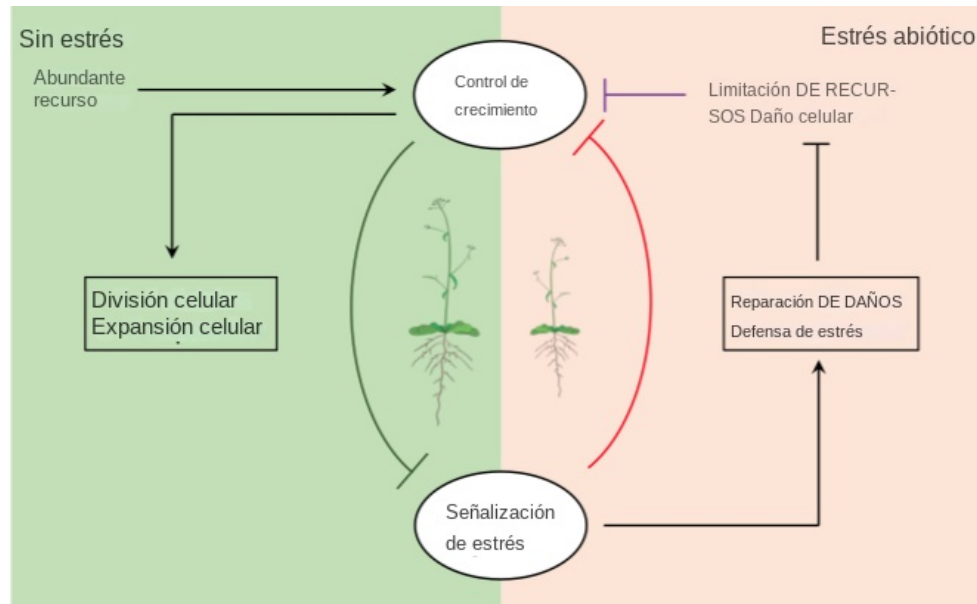 Sin estrés
Estrés abiótico
Abundante
recurso
Control de
crecimiento
Limitación DE RECUR-
SOS Daño celular
División celular
Expansión celular
Reparación DE DAÑOS
Defensa de estrés
Señalización
de estrés